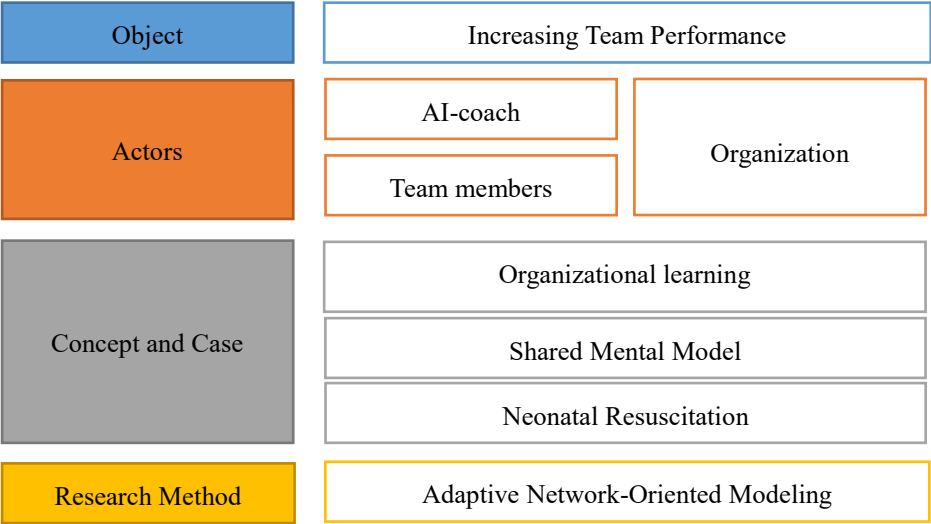 Object
Increasing Team Performance
Actors
AI-coach
Team members
Organization
Concept and Case
Organizational learning
Shared Mental Model
Neonatal Resuscitation
Research Method
Adaptive Network-Oriented Modeling